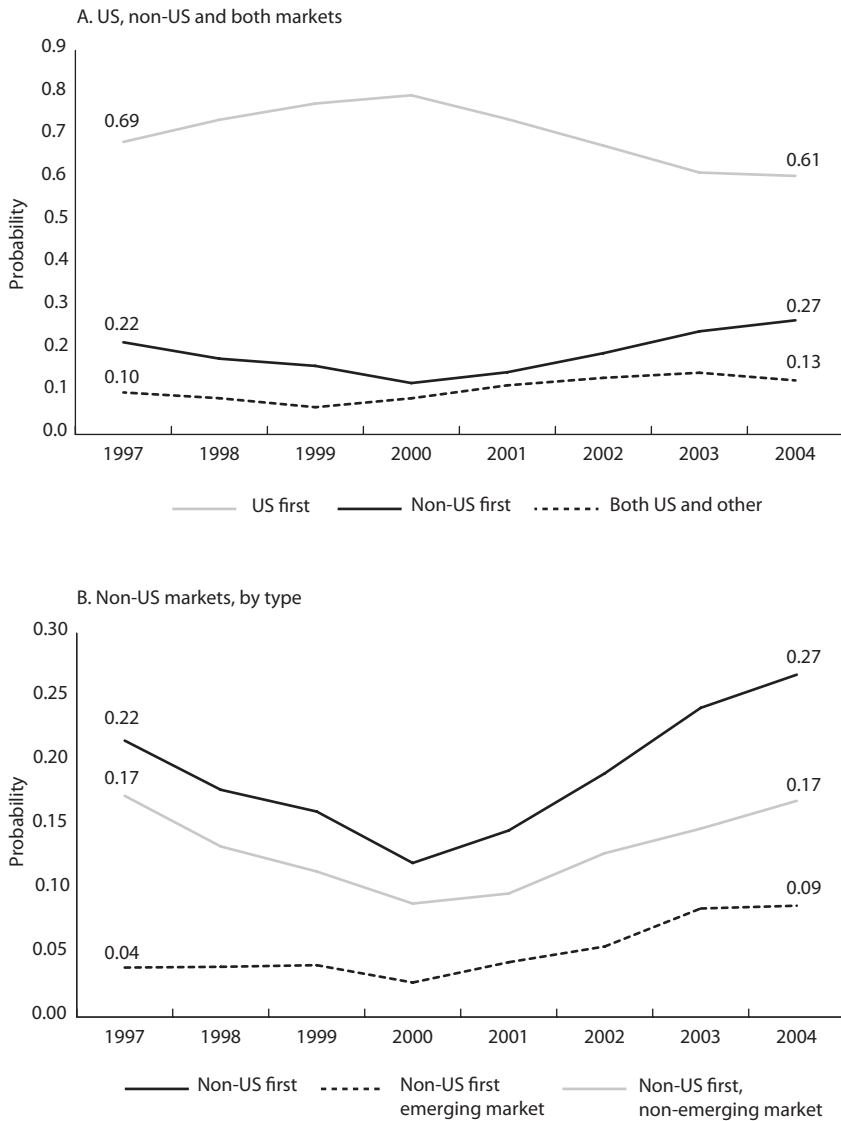 A. US, non-US and both markets
0.9
0.8
0.7
0.6
0.5
0.4
0.3
0.2
0.1
0.0
Probability
0.69
0.61
0.22
0.27
0.10
0.13
1997 1998 1999 2000 2001 2002 2003 2004
US first Non-US first Both US and other
B. Non-US markets, by type
0.30
0.25
0.20
0.15
0.10
0.05
0.00
Probability
0.22
0.27
0.17
0.17
0.04
0.09
1997 1998 1999 2000 2001 2002 2003 2004
Non-US first
Non-US first
emerging market
Non-US first,
non-emerging market